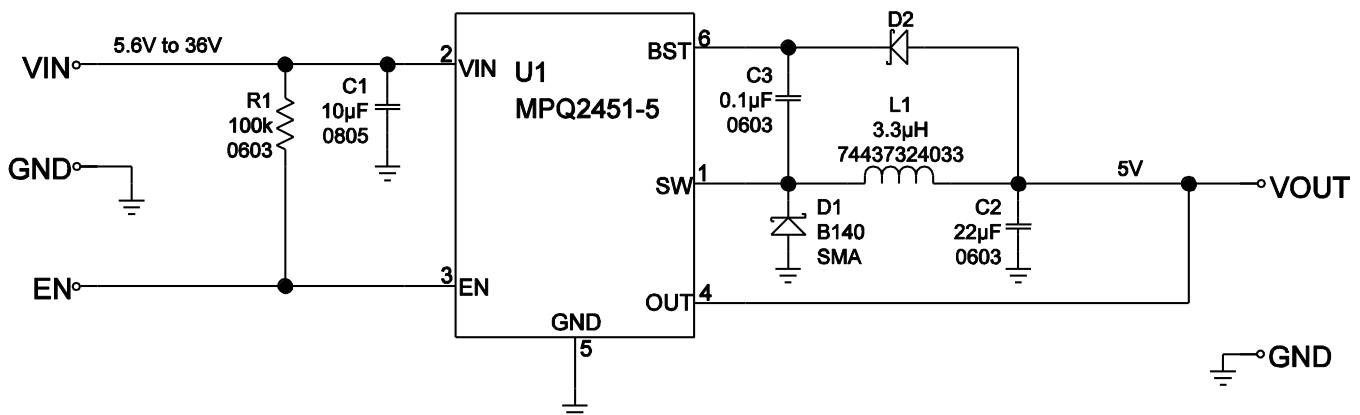 VIN
5.6V to 36V
R1
100k
0603
C1
10µF
0805
GND
EN
2
VIN
U1
MPQ2451-5
3
EN
GND
5
BST
6
SW
1
OUT
4
C3
0.1µF
0603
D2
L1
3.3µH
74437324033
D1
B140
SMA
C2
22µF
0603
5V
VOUT
GND